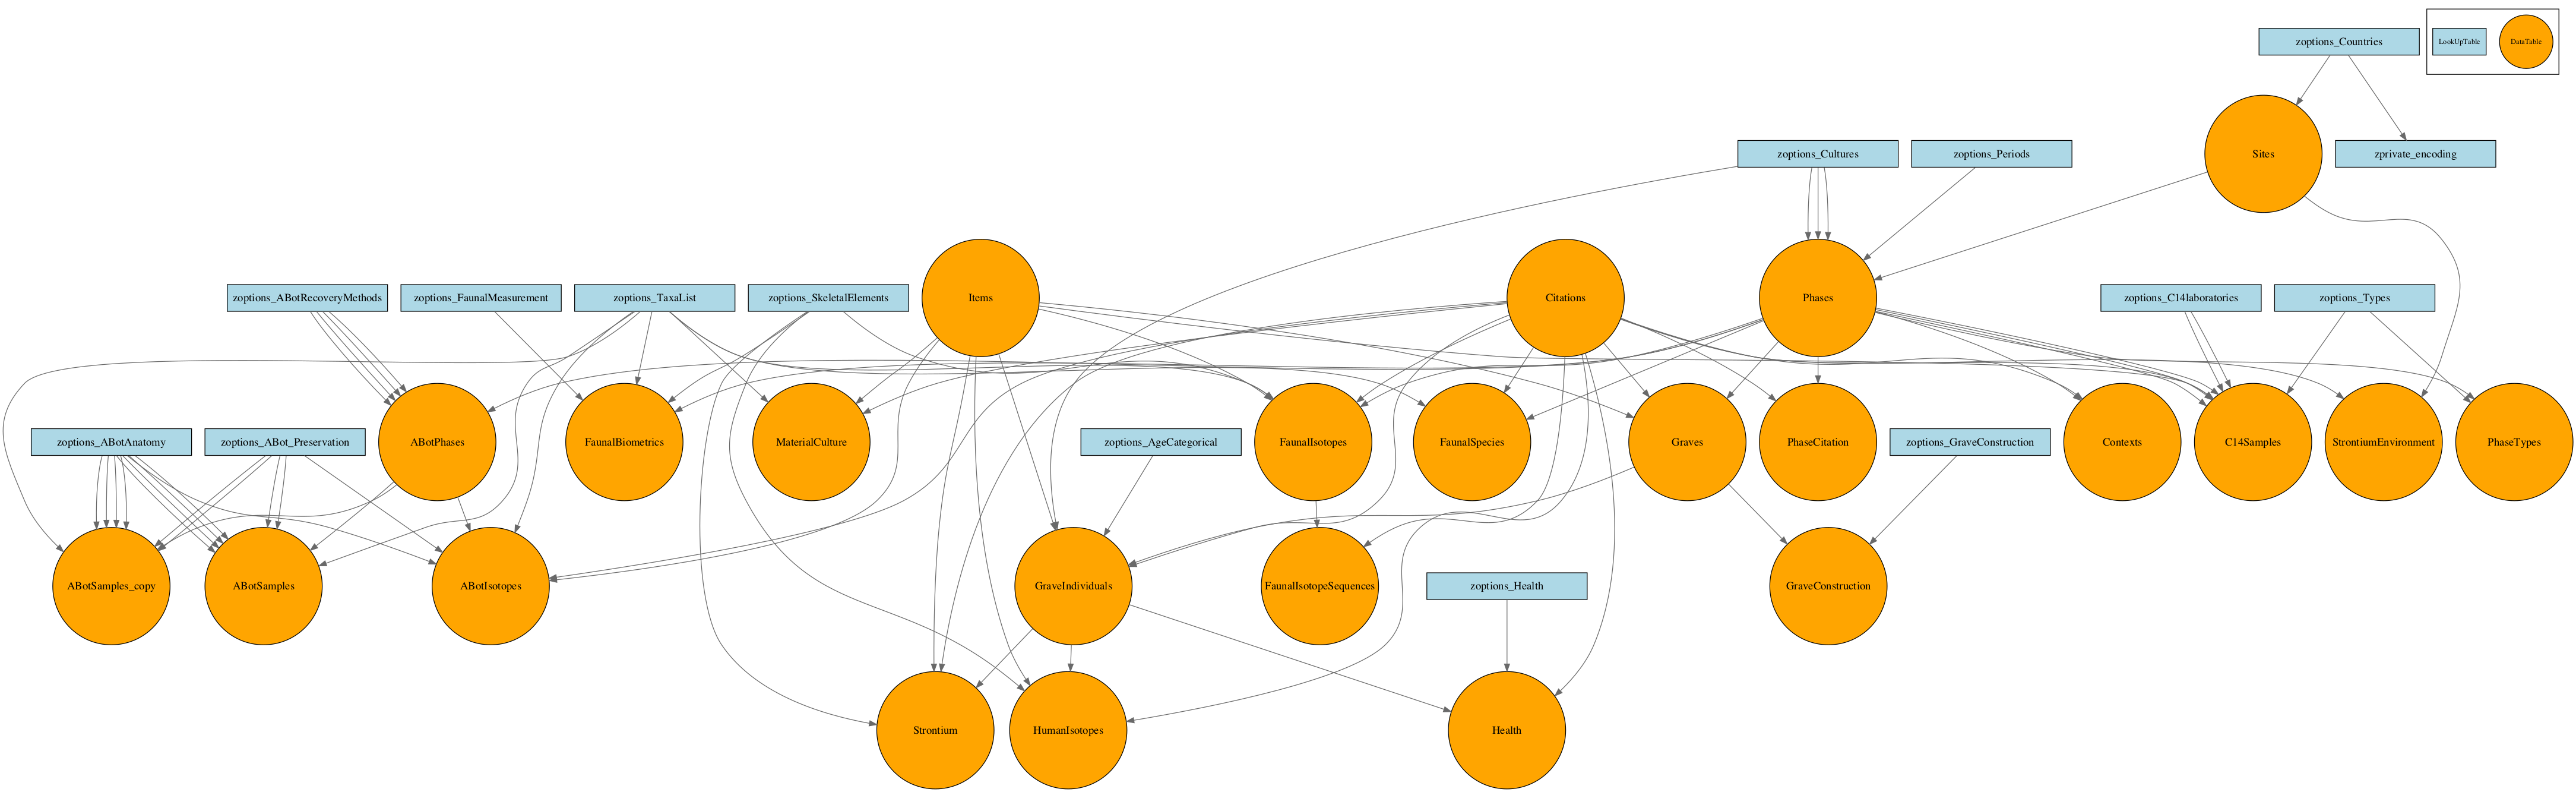 zoptions_Countries
LookUpTable
DataTable
zoptions_Cultures
zoptions_Periods
Sites
zprivate_encoding
zoptions_ABotRecoveryMethods
zoptions_FaunalMeasurement
zoptions_TaxaList
zoptions_SkeletalElements
Items
Citations
Phases
zoptions_C14laboratories
zoptions_Types
zoptions_ABotAnatomy
zoptions_ABot_Preservation
ABotPhases
FaunalBiometrics
MaterialCulture
zoptions_AgeCategorical
FaunalIsotopes
FaunalSpecies
Graves
PhaseCitation
zoptions_GraveConstruction
Contexts
C14Samples
StrontiumEnvironment
PhaseTypes
ABotSamples_copy
ABotSamples
ABotIsotopes
GraveIndividuals
FaunalIsotopeSequences
zoptions_Health
GraveConstruction
Strontium
HumanIsotopes
Health